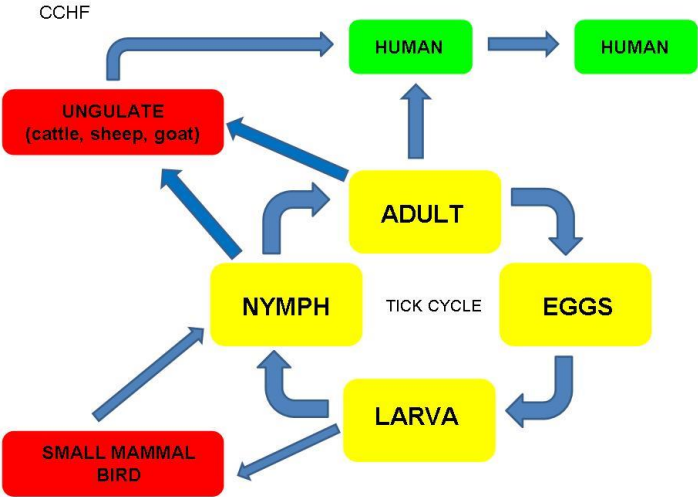 CCHF
HUMAN
HUMAN
UNGULATE
(cattle, sheep, goat)
ADULT
NYMPH
TICK CYCLE
EGGS
LARVA
SMALL MAMMAL
BIRD